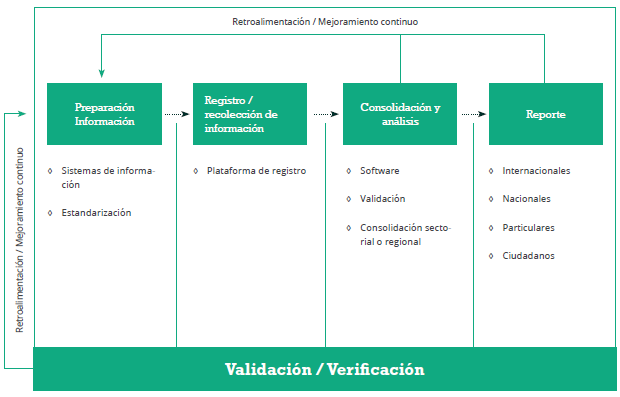 Retroalimentación / Mejoramiento continuo
Preparación
Información
Registro /
recolección de
información
Consolidación y
análisis
Reporte
◊ Sistemas de informa-
ción
◊ Estandarización
◊ Plataforma de registro
◊ Software
◊ Validación
◊ Consolidación secto-
rial o regional
◊ Internacionales
◊ Nacionales
◊ Particulares
◊ Ciudadanos
Retroalimentación / Mejoramiento continuo
Validación / Verificación